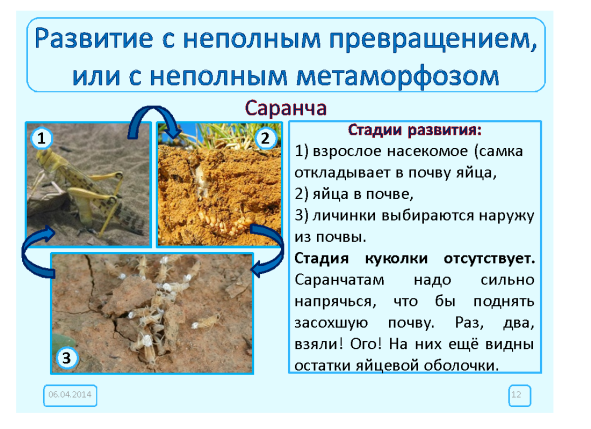 Развитие с неполным превращением,
или с неполным метаморфозом
Саранча
1
2
3
Стадии развития:
1) взрослое насекомое (самка
откладывает в почву яйца,
2) яйца в почве,
3) личинки выбираются наружу
из почвы.
Стадия куколки отсутствует.
Саранчатам надо сильно
напрячься, что бы поднять
засохшую почву. Раз, два,
взяли! Ого! На них ещё видны
остатки яйцевой оболочки.
06.04.2014
12